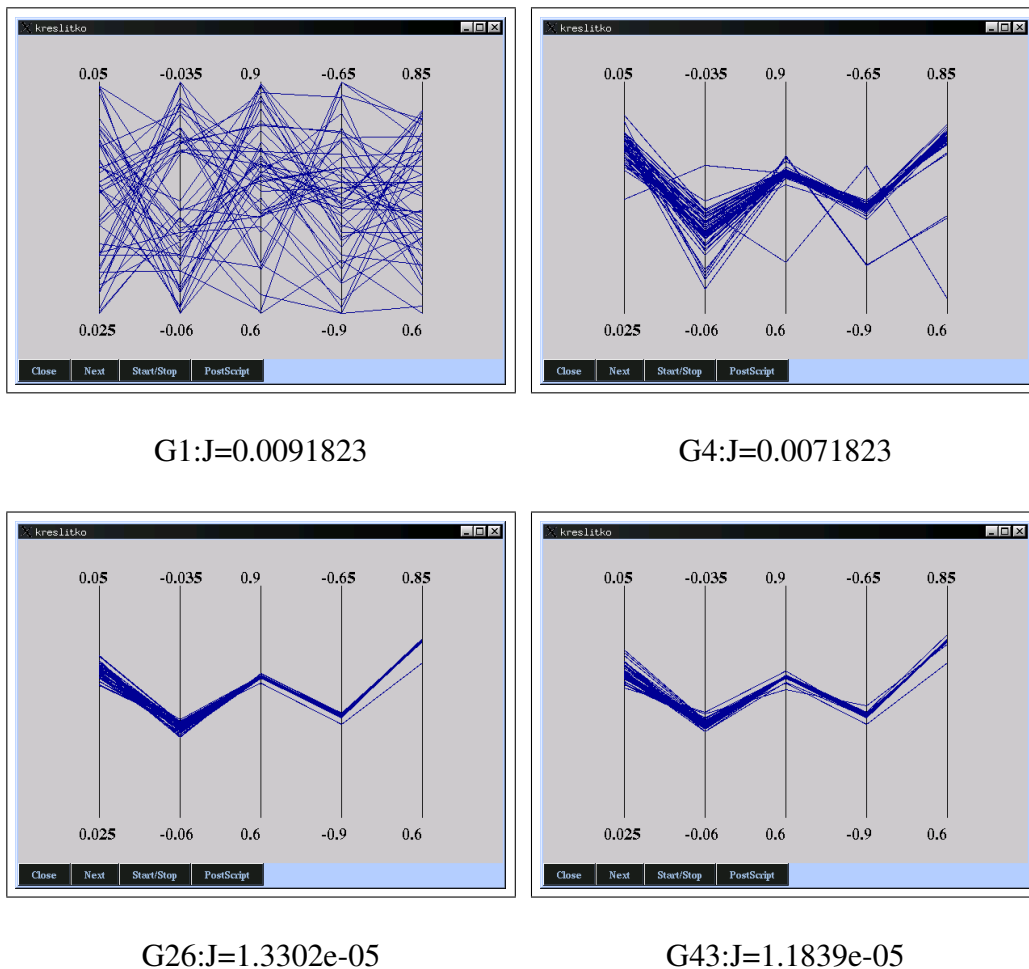 kreslitko
0.05 -0.035 0.9 -0.65 0.85
0.025 -0.06 0.6 -0.9 0.6
Close Next Start/Stop PostScript
G1:J=0.0091823
kreslitko
0.05 -0.035 0.9 -0.65 0.85
0.025 -0.06 0.6 -0.9 0.6
Close Next Start/Stop PostScript
G4:J=0.0071823
kreslitko
0.05 -0.035 0.9 -0.65 0.85
0.025 -0.06 0.6 -0.9 0.6
Close Next Start/Stop PostScript
G26:J=1.3302e-05
kreslitko
0.05 -0.035 0.9 -0.65 0.85
0.025 -0.06 0.6 -0.9 0.6
Close Next Start/Stop PostScript
G43:J=1.1839e-05